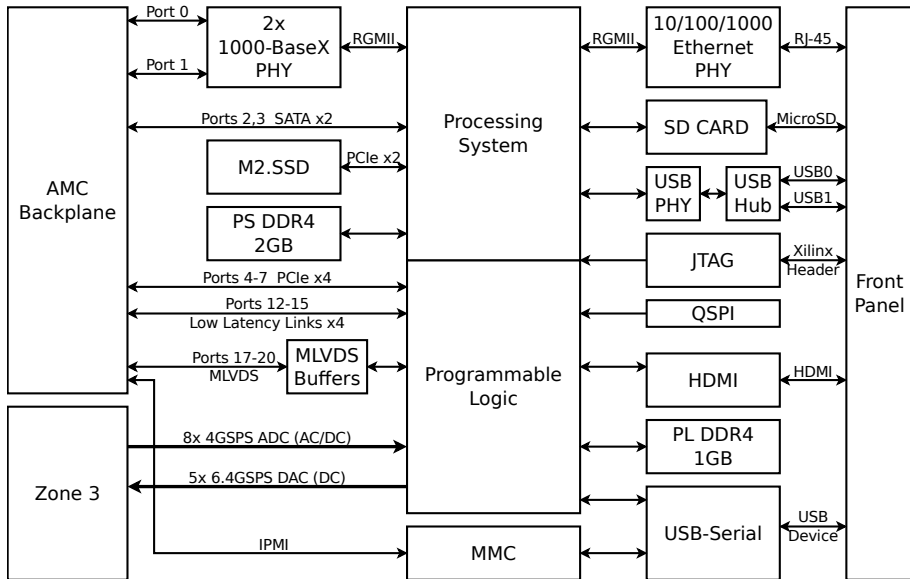 Port 0
2x
1000-BaseX
PHY
RGMII
RGMII
10/100/1000
Ethernet
PHY
RJ-45
Port 1
Ports 2,3  SATA x2
Processing
System
SD CARD
MicroSD
M2.SSD
PCIe x2
USB
PHY
USB
Hub
USB0
USB1
AMC
Backplane
PS DDR4
2GB
JTAG
Xilinx
Header
Front
Panel
Ports 4-7  PCIe x4
Ports 12-15
Low Latency Links x4
QSPI
Ports 17-20
MLVDS
MLVDS
Buffers
Programmable
Logic
HDMI
HDMI
8x 4GSPS ADC (AC/DC)
PL DDR4
1GB
Zone 3
5x 6.4GSPS DAC (DC)
USB-Serial
USB
Device
IPMI
MMC